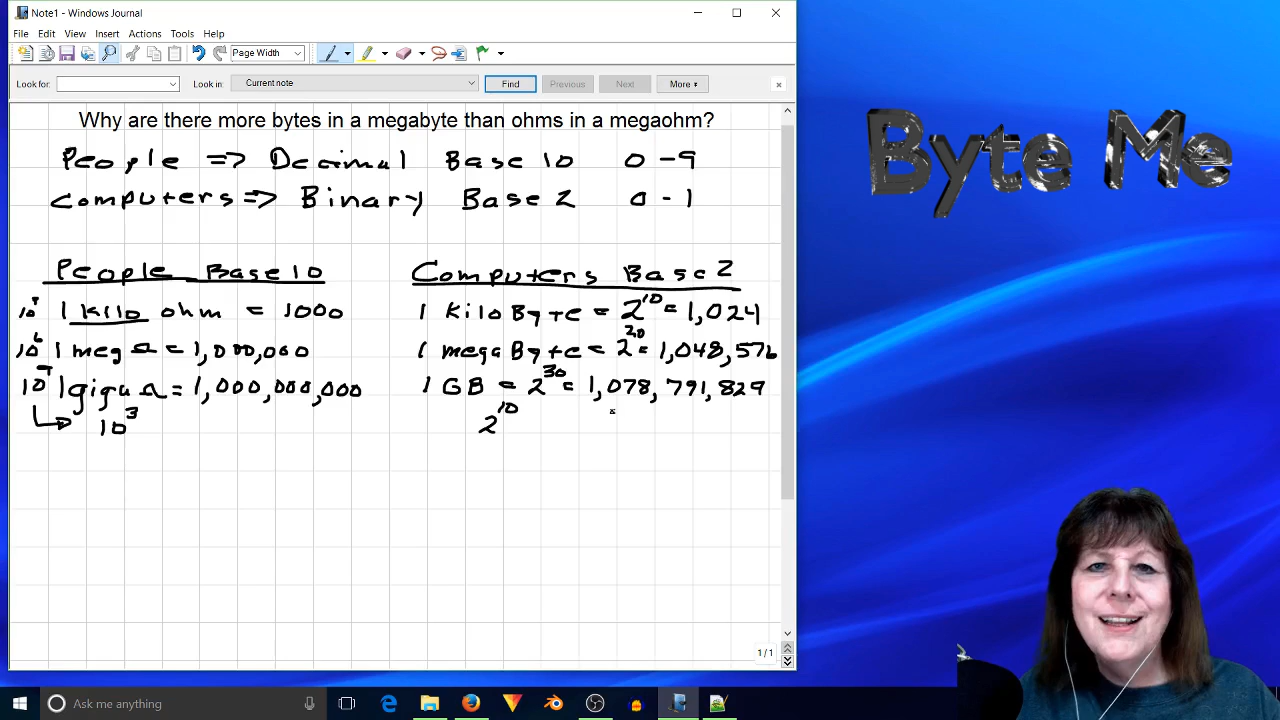 Note1 - Windows Journal
File Edit View Insert Actions Tools Help
Page Width
Look for: Look in: Current note Find Previous Next More
Why are there more bytes in a megabyte than ohms in a megaohm?
People => Decimal Base 10 0 - 9
Computers => Binary Base 2 0 - 1
People Base 10
10³ 1 kilo ohm = 1000
10⁶ 1 meg Ω = 1,000,000
10⁹ 1 giga Ω = 1,000,000,000
10³
Computers Base 2
1 KiloByte = 2¹⁰ = 1,024
1 megaByte = 2²⁰ = 1,048,576
1 GB = 2³⁰ = 1,078,791,829
2¹⁰
1/1
Byte Me
Ask me anything